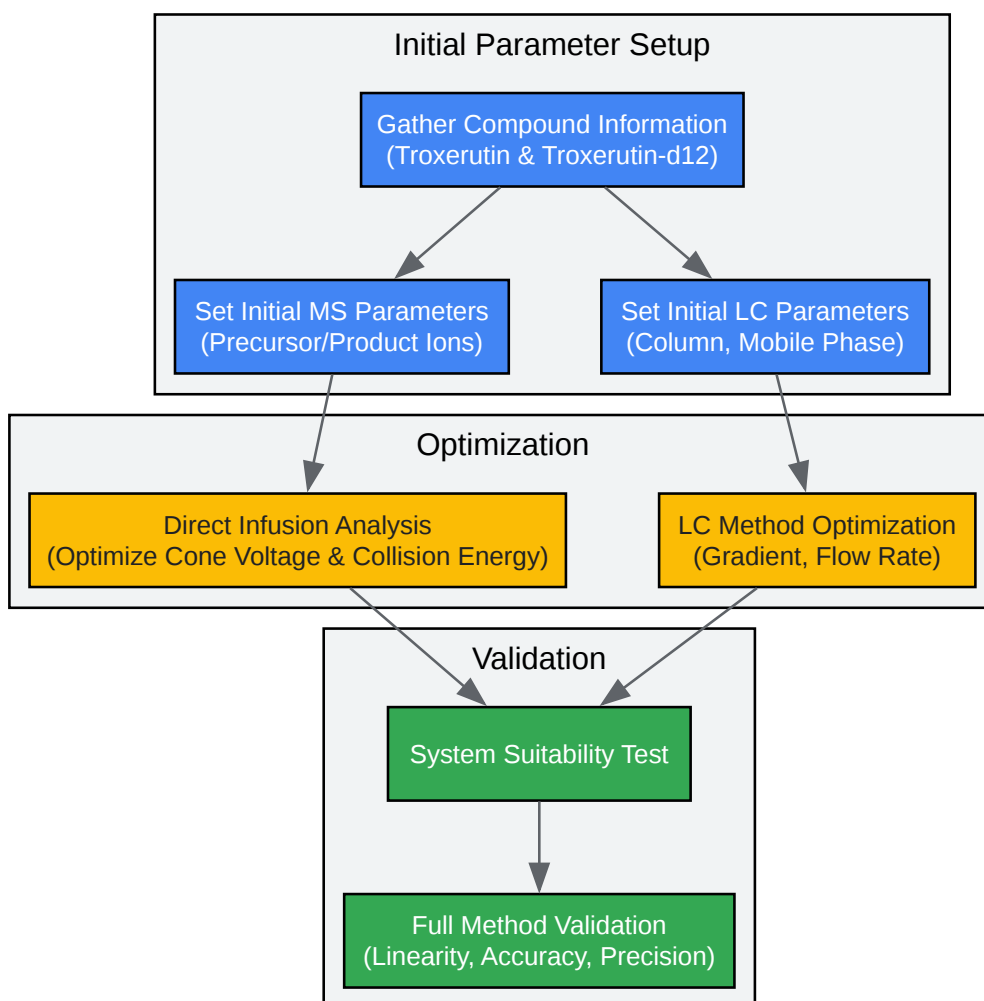 Initial Parameter Setup
Gather Compound Information
(Troxerutin & Troxerutin-d12)
Set Initial MS Parameters
(Precursor/Product Ions)
Set Initial LC Parameters
(Column, Mobile Phase)
Optimization
Direct Infusion Analysis
(Optimize Cone Voltage & Collision Energy)
LC Method Optimization
(Gradient, Flow Rate)
Validation
System Suitability Test
Full Method Validation
(Linearity, Accuracy, Precision)